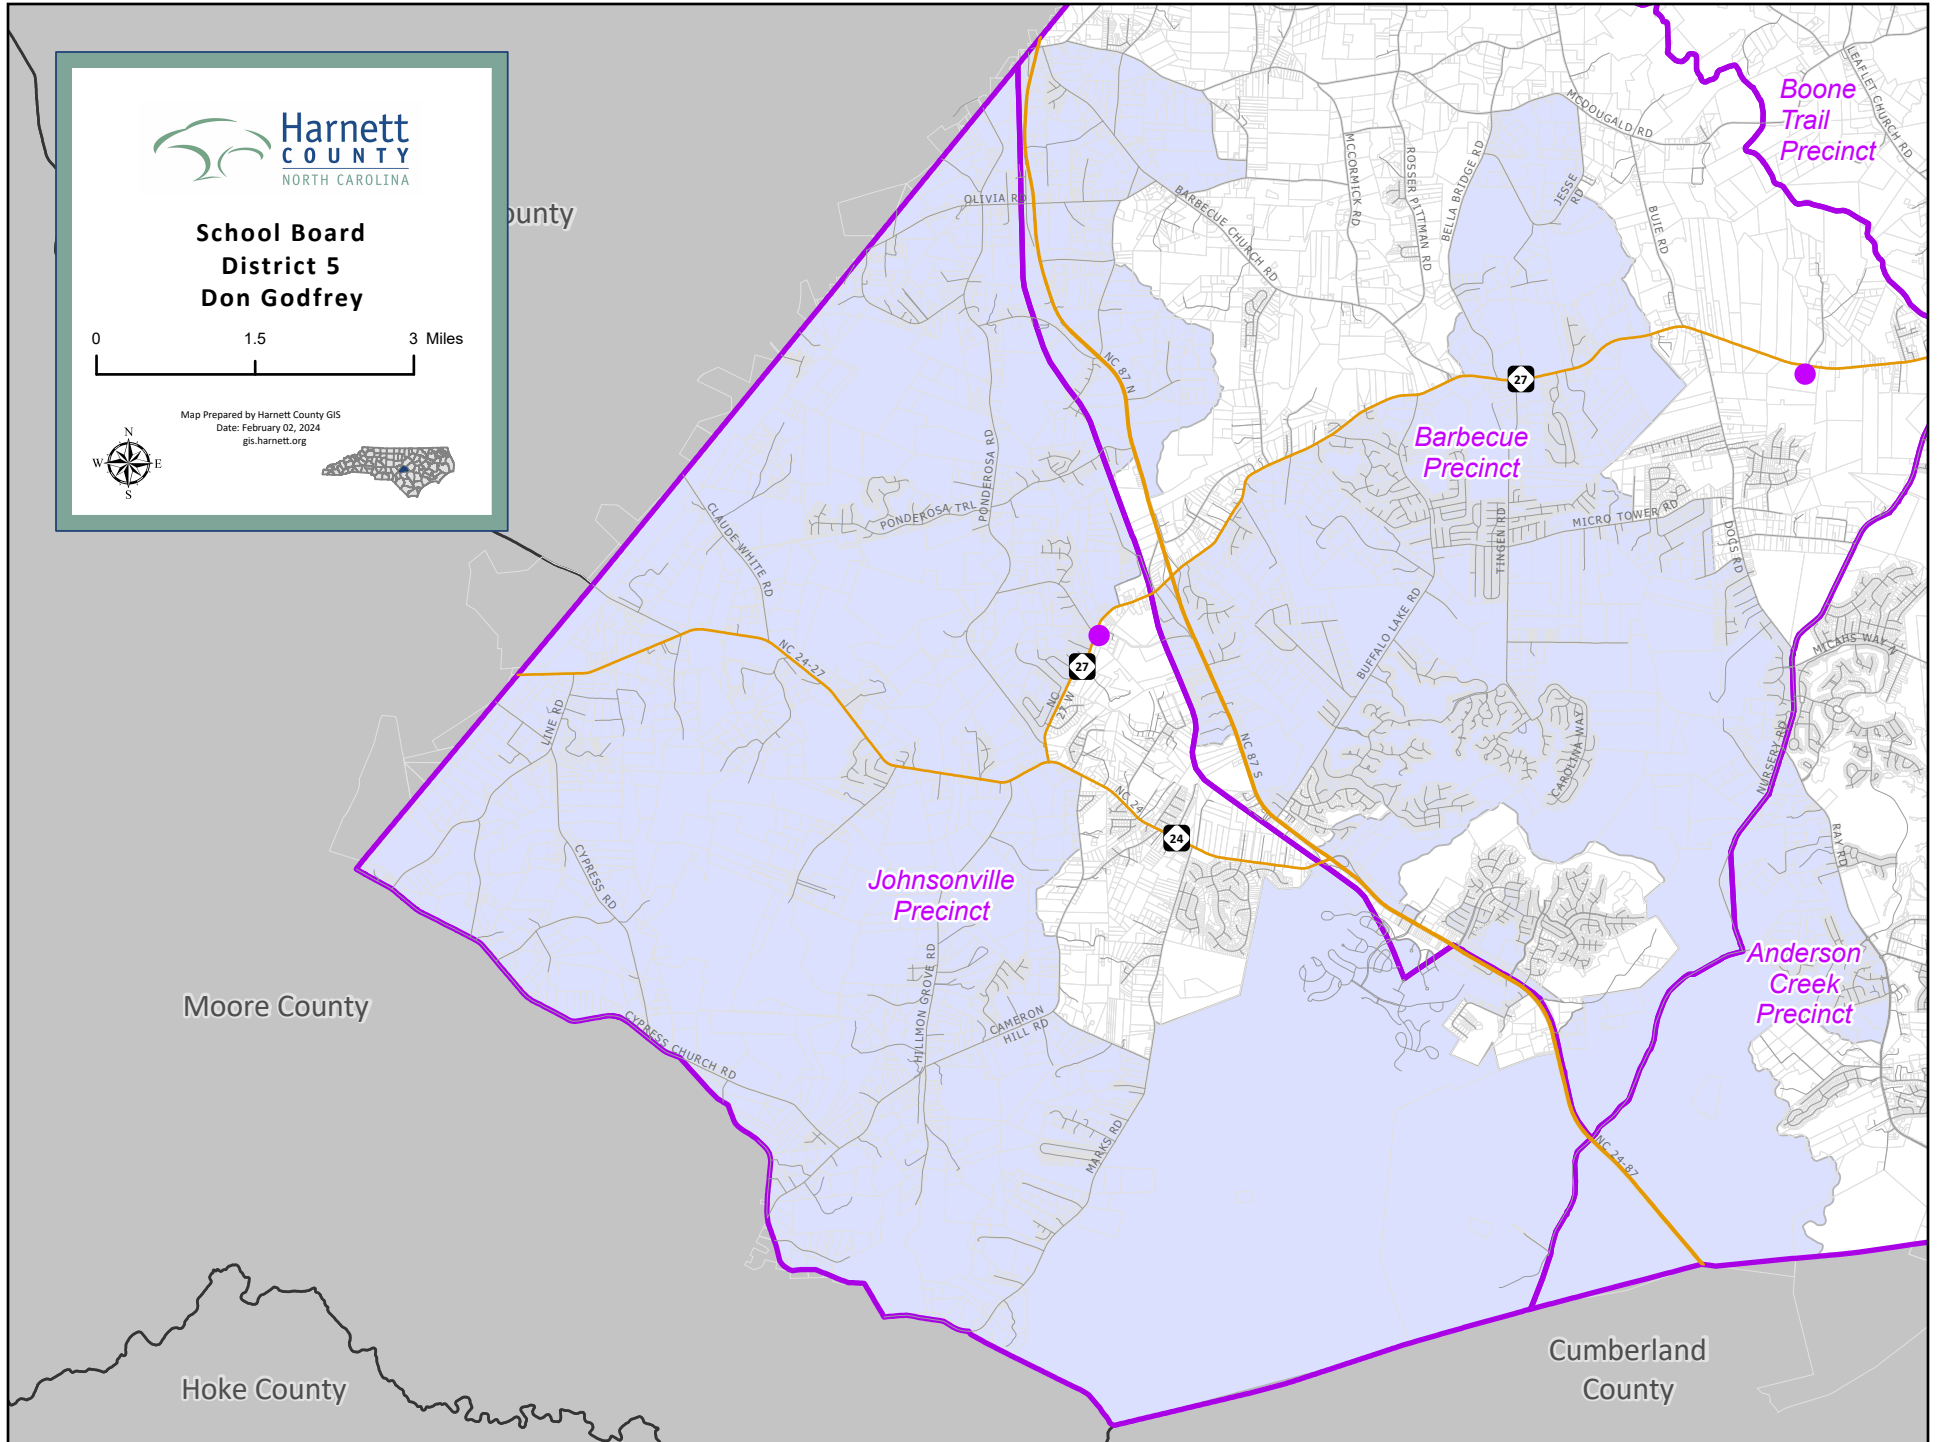 Harnett
COUNTY
NORTH CAROLINA
School Board
District 5
Don Godfrey
0 1.5 3 Miles
Map Prepared by Harnett County GIS
Date: February 02, 2024
gis.harnett.org
N
W E
S
ounty
Boone
Trail
Precinct
LEAFLET CHURCH RD
MCDOUGALD RD
MCCORMICK RD
ROSSER PITTMAN RD
BELLA BRIDGE RD
JESSE
RD
BUIE RD
OLIVIA RD
BARBECUE CHURCH RD
NC 87 N
27
Barbecue
Precinct
PONDEROSA RD
PONDEROSA TRL
CLAUDE WHITE RD
MICRO TOWER RD
TINGEN RD
DOCS RD
BUFFALO LAKE RD
MICAHS WAY N
NC 24-27
27
NC
27 W
LINE RD
NC 87 S
CAROLINA WAY
NURSERY RD
NC 24
24
RAY RD
CYPRESS RD
Johnsonville
Precinct
HILLMON GROVE RD
CAMERON
HILL RD
Anderson
Creek
Precinct
Moore County
CYPRESS CHURCH RD
MARKS RD
NC 24-87
Hoke County
Cumberland
County